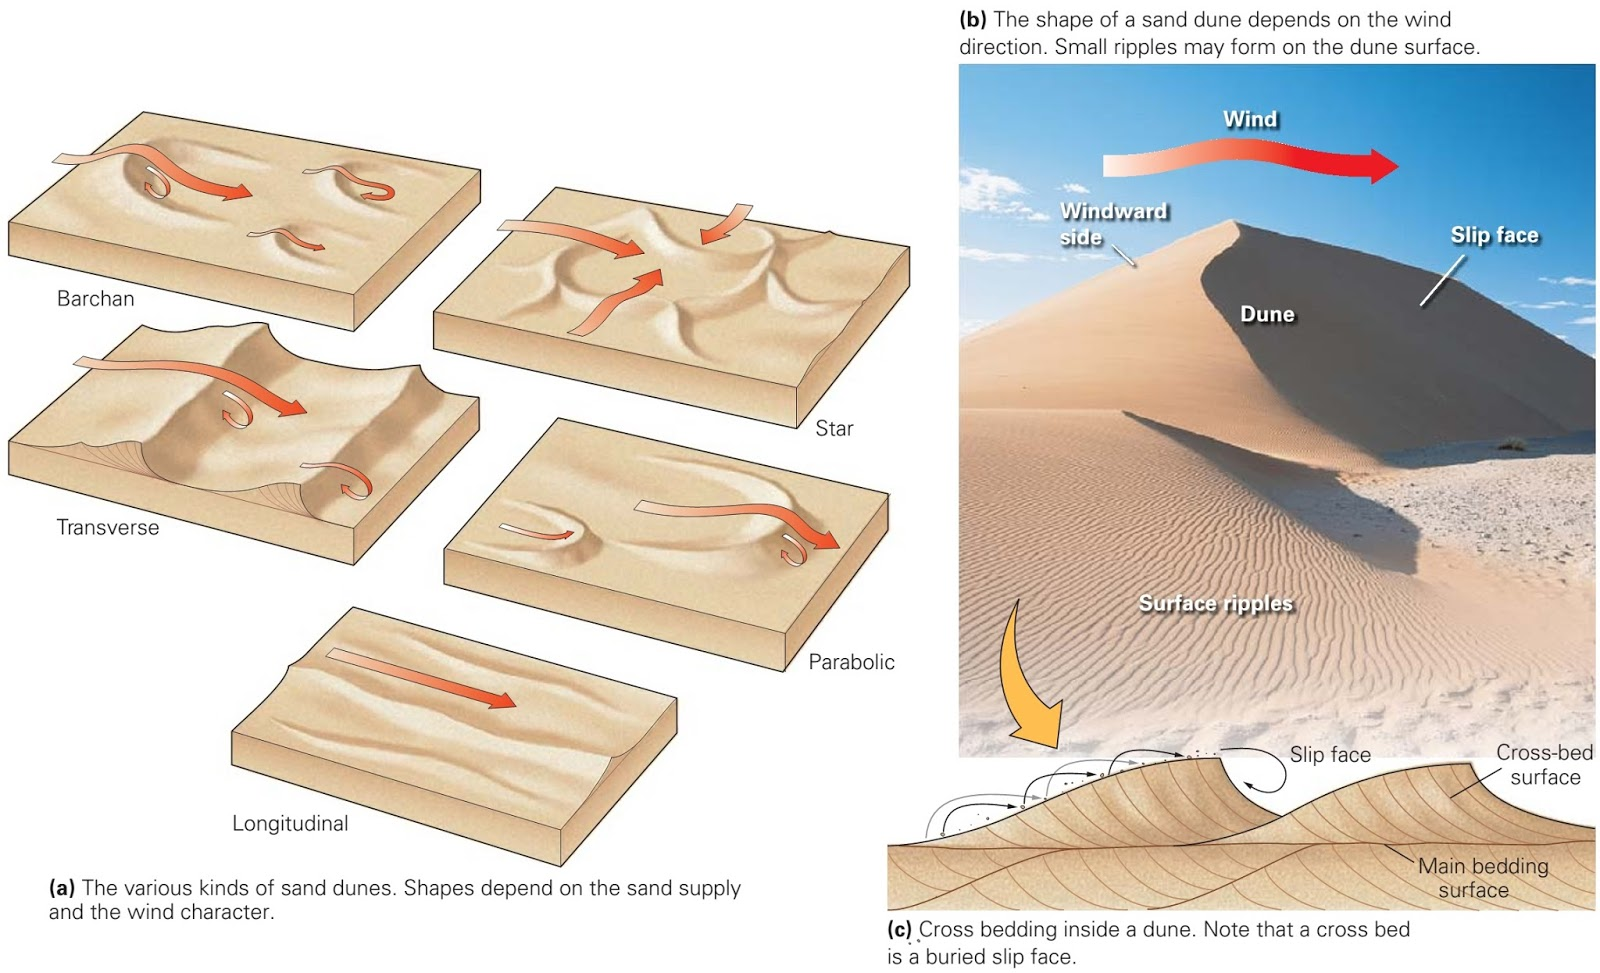 Barchan
Star
Transverse
Parabolic
Longitudinal
(a) The various kinds of sand dunes. Shapes depend on the sand supply
and the wind character.
(b) The shape of a sand dune depends on the wind
direction. Small ripples may form on the dune surface.
Wind
Windward
side
Slip face
Dune
Surface ripples
Slip face
Cross-bed
surface
Main bedding
surface
(c) Cross bedding inside a dune. Note that a cross bed
is a buried slip face.